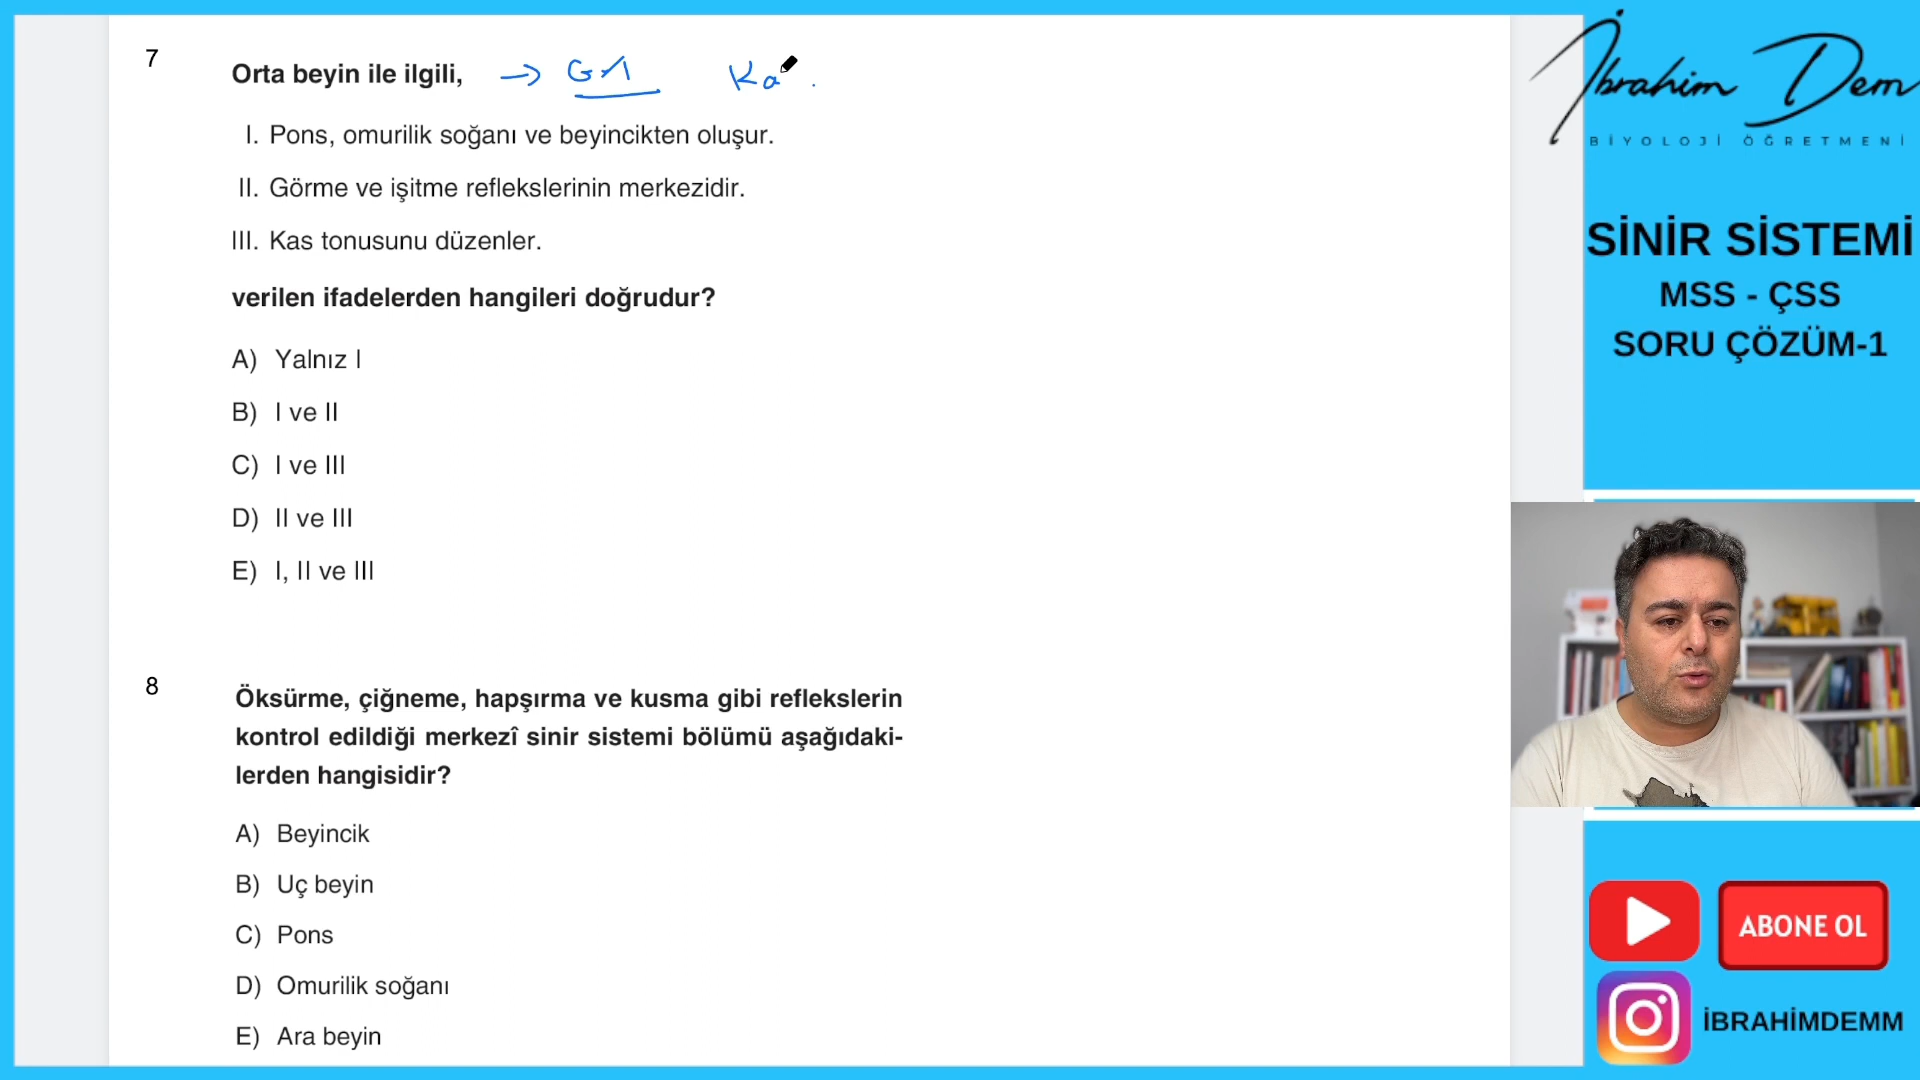 7
Orta beyin ile ilgili,
Ka
I. Pons, omurilik soğanı ve beyincikten oluşur.
II. Görme ve işitme reflekslerinin merkezidir.
III. Kas tonusunu düzenler.
verilen ifadelerden hangileri doğrudur?
A) Yalnız I
B) I ve II
C) I ve III
D) II ve III
E) I, II ve III
8
Öksürme, çiğneme, hapşırma ve kusma gibi reflekslerin
kontrol edildiği merkezî sinir sistemi bölümü aşağıdaki-
lerden hangisidir?
A) Beyincik
B) Uç beyin
C) Pons
D) Omurilik soğanı
E) Ara beyin
İbrahim Dem
BİYOLOJİ ÖĞRETMENİ
SİNİR SİSTEMİ
MSS - ÇSS
SORU ÇÖZÜM-1
ABONE OL
İBRAHİMDEMM